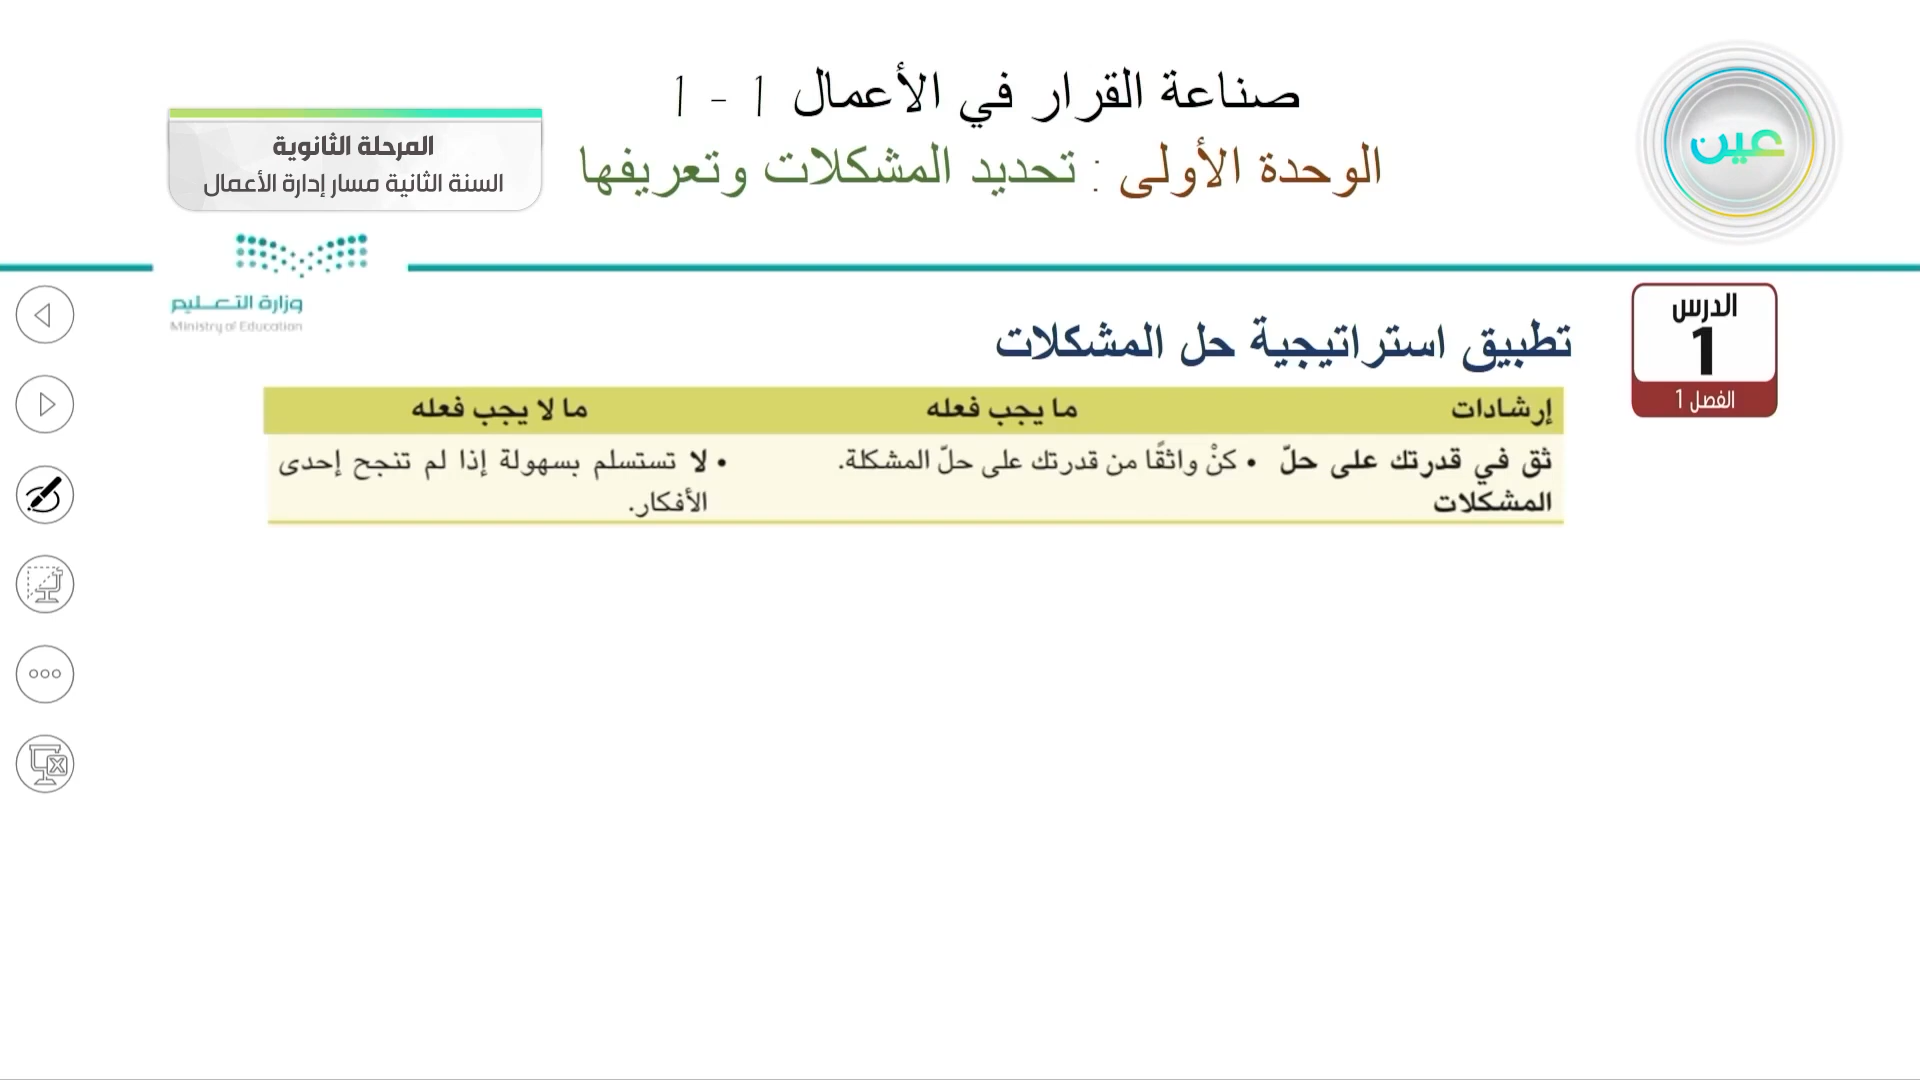 صناعة القرار في الأعمال 1 - 1
الوحدة الأولى : تحديد المشكلات وتعريفها
عين
المرحلة الثانوية
السنة الثانية مسار إدارة الأعمال
وزارة التعليم
Ministry of Education
الدرس
1
الفصل 1
تطبيق استراتيجية حل المشكلات
إرشادات ما يجب فعله ما لا يجب فعله
ثق في قدرتك على حلّ • كنْ واثقًا من قدرتك على حلّ المشكلة. • لا تستسلم بسهولة إذا لم تنجح إحدى
المشكلات الأفكار.